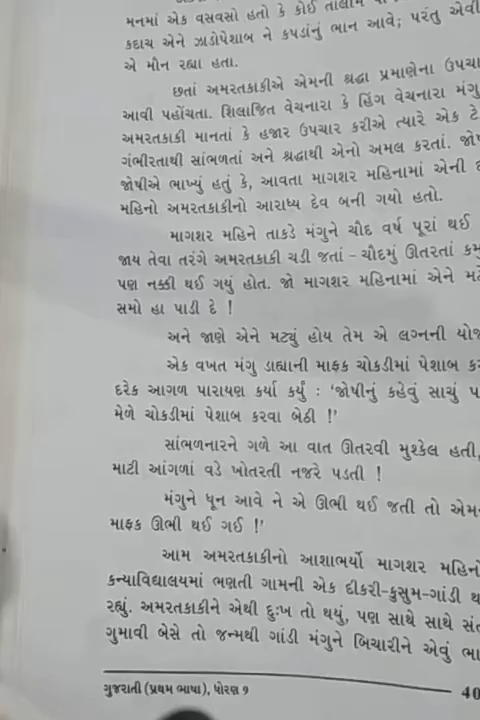 મનમાં એક વસવસો હતો કે કોઈ
કદાચ એને ઝાડોપેશાબ ને કપડાંનું ભાન આવે; પરંતુ એવી
એ મૌન રહ્યા હતા.
છતાં અમરતકાકીએ એમની શ્રદ્ધા પ્રમાણેના ઉપચા
આવી પહોંચતા. શિલાજિત વેચનારા કે હિંગ વેચનારા મંગુ
અમરતકાકી માનતાં કે હજાર ઉપચાર કરીએ ત્યારે એક ટે
ગંભીરતાથી સાંભળતાં અને શ્રદ્ધાથી એનો અમલ કરતાં. જો
જોષીએ ભાખ્યું હતું કે, આવતા માગશર મહિનામાં એની
મહિનો અમરતકાકીનો આરાધ્ય દેવ બની ગયો હતો.
માગશર મહિને તાકડે મંગુને ચૌદ વર્ષ પૂરાં થઈ
જાય તેવા તરંગે અમરતકાકી ચડી જતાં – ચૌદમું ઊતરતાં કમુ
પણ નક્કી થઈ ગયું હોત. જો માગશર મહિનામાં એને મટે
સમો હા પાડી દે !
અને જાણે એને મટ્યું હોય તેમ એ લગ્નની યોજ
એક વખત મંગુ ડાહ્યાની માફક ચોકડીમાં પેશાબ ક
દરેક આગળ પારાયણ કર્યા કર્યું : ‘જોષીનું કહેવું સાચું પ
મેળે ચોકડીમાં પેશાબ કરવા બેઠી !’
સાંભળનારને ગળે આ વાત ઊતરવી મુશ્કેલ હતી,
માટી આંગળાં વડે ખોતરતી નજરે પડતી !
મંગુને ધૂન આવે ને એ ઊભી થઈ જતી તો એમન
માફક ઊભી થઈ ગઈ !’
આમ અમરતકાકીનો આશાભર્યો માગશર મહિનો
કન્યાવિદ્યાલયમાં ભણતી ગામની એક દીકરી-કુસુમ-ગાંડી થ
રહ્યું. અમરતકાકીને એથી દુઃખ તો થયું, પણ સાથે સાથે સં
ગુમાવી બેસે તો જન્મથી ગાંડી મંગુને બિચારીને એવું ભા
ગુજરાતી (પ્રથમ ભાષા), ધોરણ ૧
40